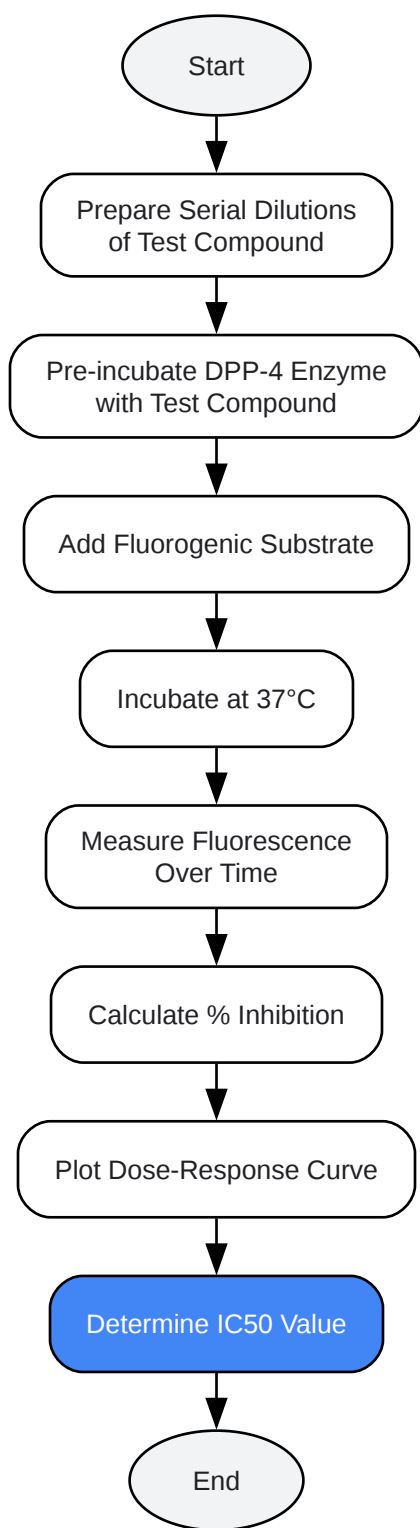 Start
Prepare Serial Dilutions
of Test Compound
Pre-incubate DPP-4 Enzyme
with Test Compound
Add Fluorogenic Substrate
Incubate at 37°C
Measure Fluorescence
Over Time
Calculate % Inhibition
Plot Dose-Response Curve
Determine IC50 Value
End